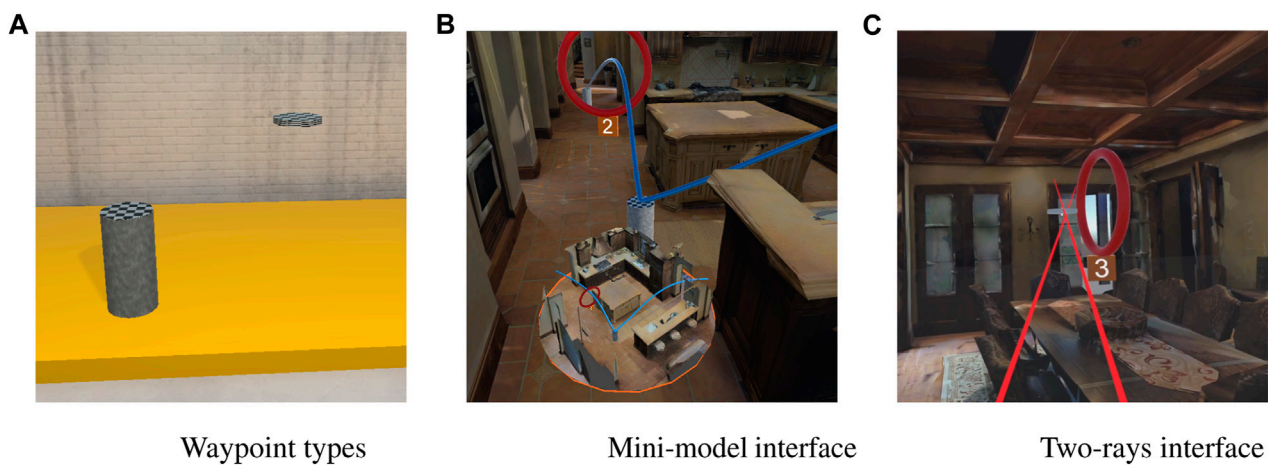 A
B
C
2
3
Waypoint types
Mini-model interface
Two-rays interface